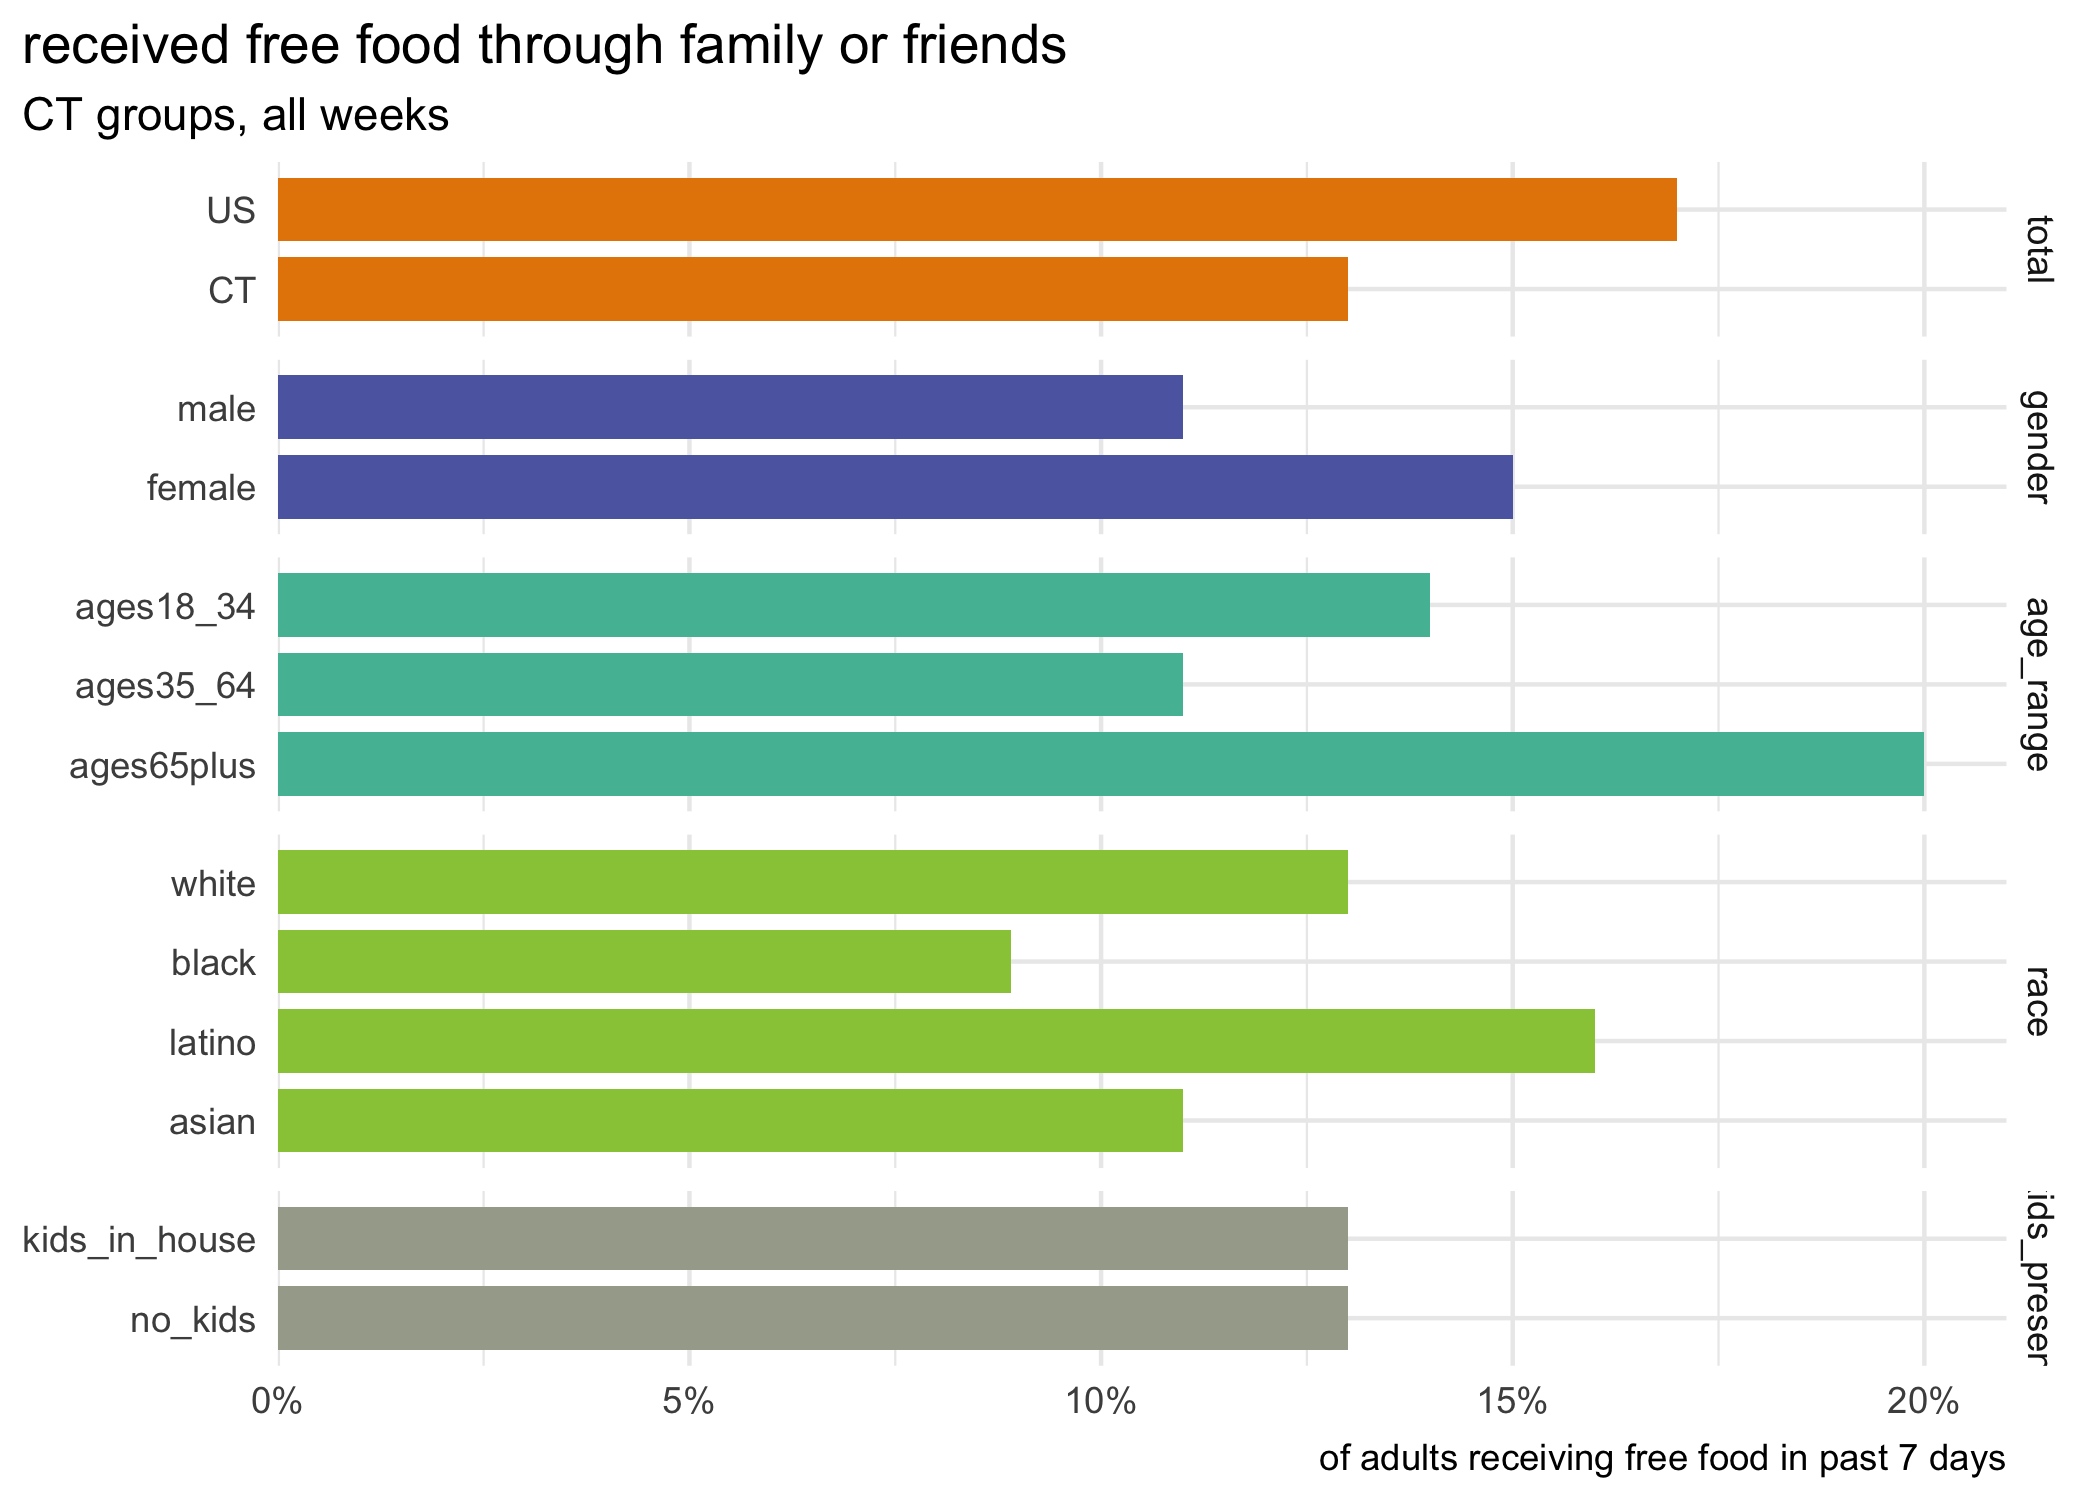 received free food through family or friends
CT groups, all weeks
US
CT
total
male
female
gender
ages18_34
ages35_64
ages65plus
age_range
white
black
latino
asian
race
kids_in_house
no_kids
ids_preser
0%
5%
10%
15%
20%
of adults receiving free food in past 7 days